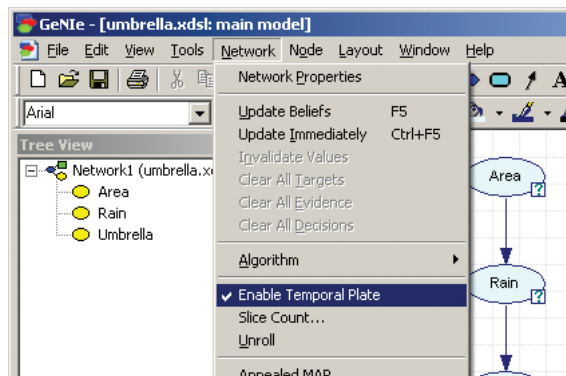 GeNIe - [umbrella.xdsl: main model]
File Edit View Tools Network Node Layout Window Help
Arial
Tree View
Network1 (umbrella.x
Area
Rain
Umbrella
Network Properties
Update Beliefs F5
Update Immediately Ctrl+F5
Invalidate Values
Clear All Targets
Clear All Evidence
Clear All Decisions
Algorithm
Enable Temporal Plate
Slice Count...
Unroll
Annealed MAP
A
Area
?
Rain
?